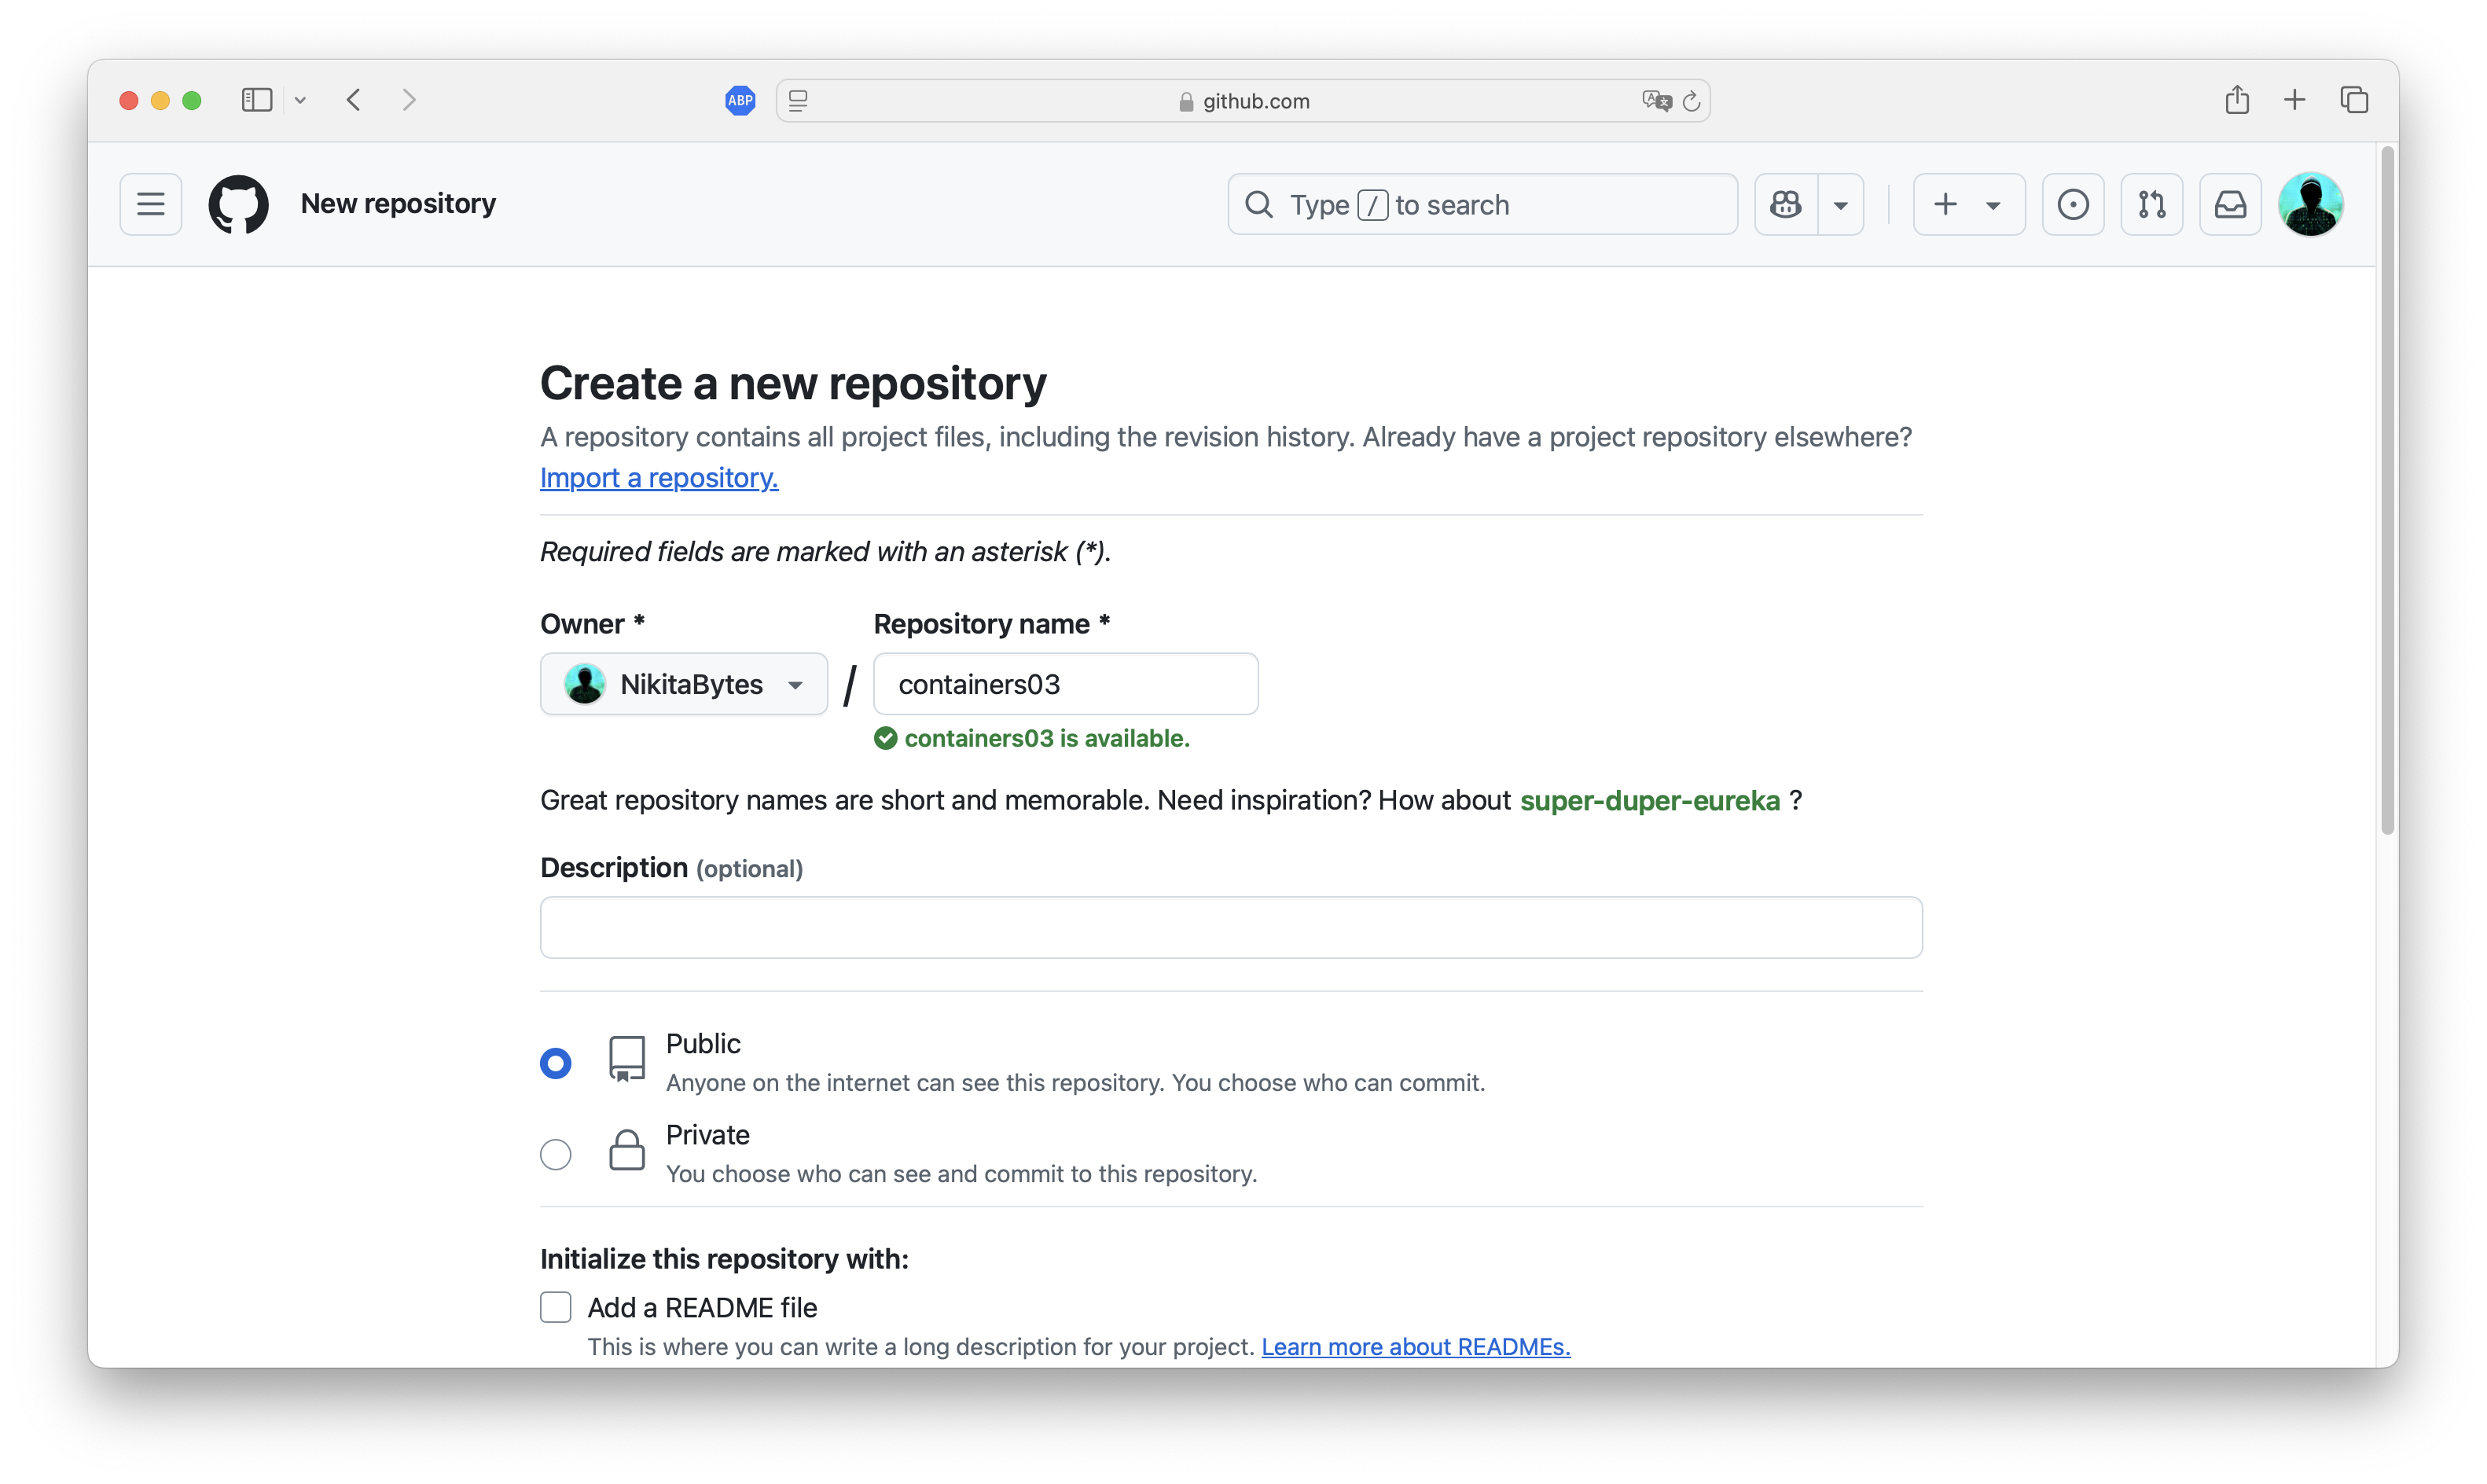 ABP
github.com
New repository
Type / to search
Create a new repository
A repository contains all project files, including the revision history. Already have a project repository elsewhere?
Import a repository.
Required fields are marked with an asterisk (*).
Owner * Repository name *
NikitaBytes / containers03
containers03 is available.
Great repository names are short and memorable. Need inspiration? How about super-duper-eureka ?
Description (optional)
Public
Anyone on the internet can see this repository. You choose who can commit.
Private
You choose who can see and commit to this repository.
Initialize this repository with:
Add a README file
This is where you can write a long description for your project. Learn more about READMEs.